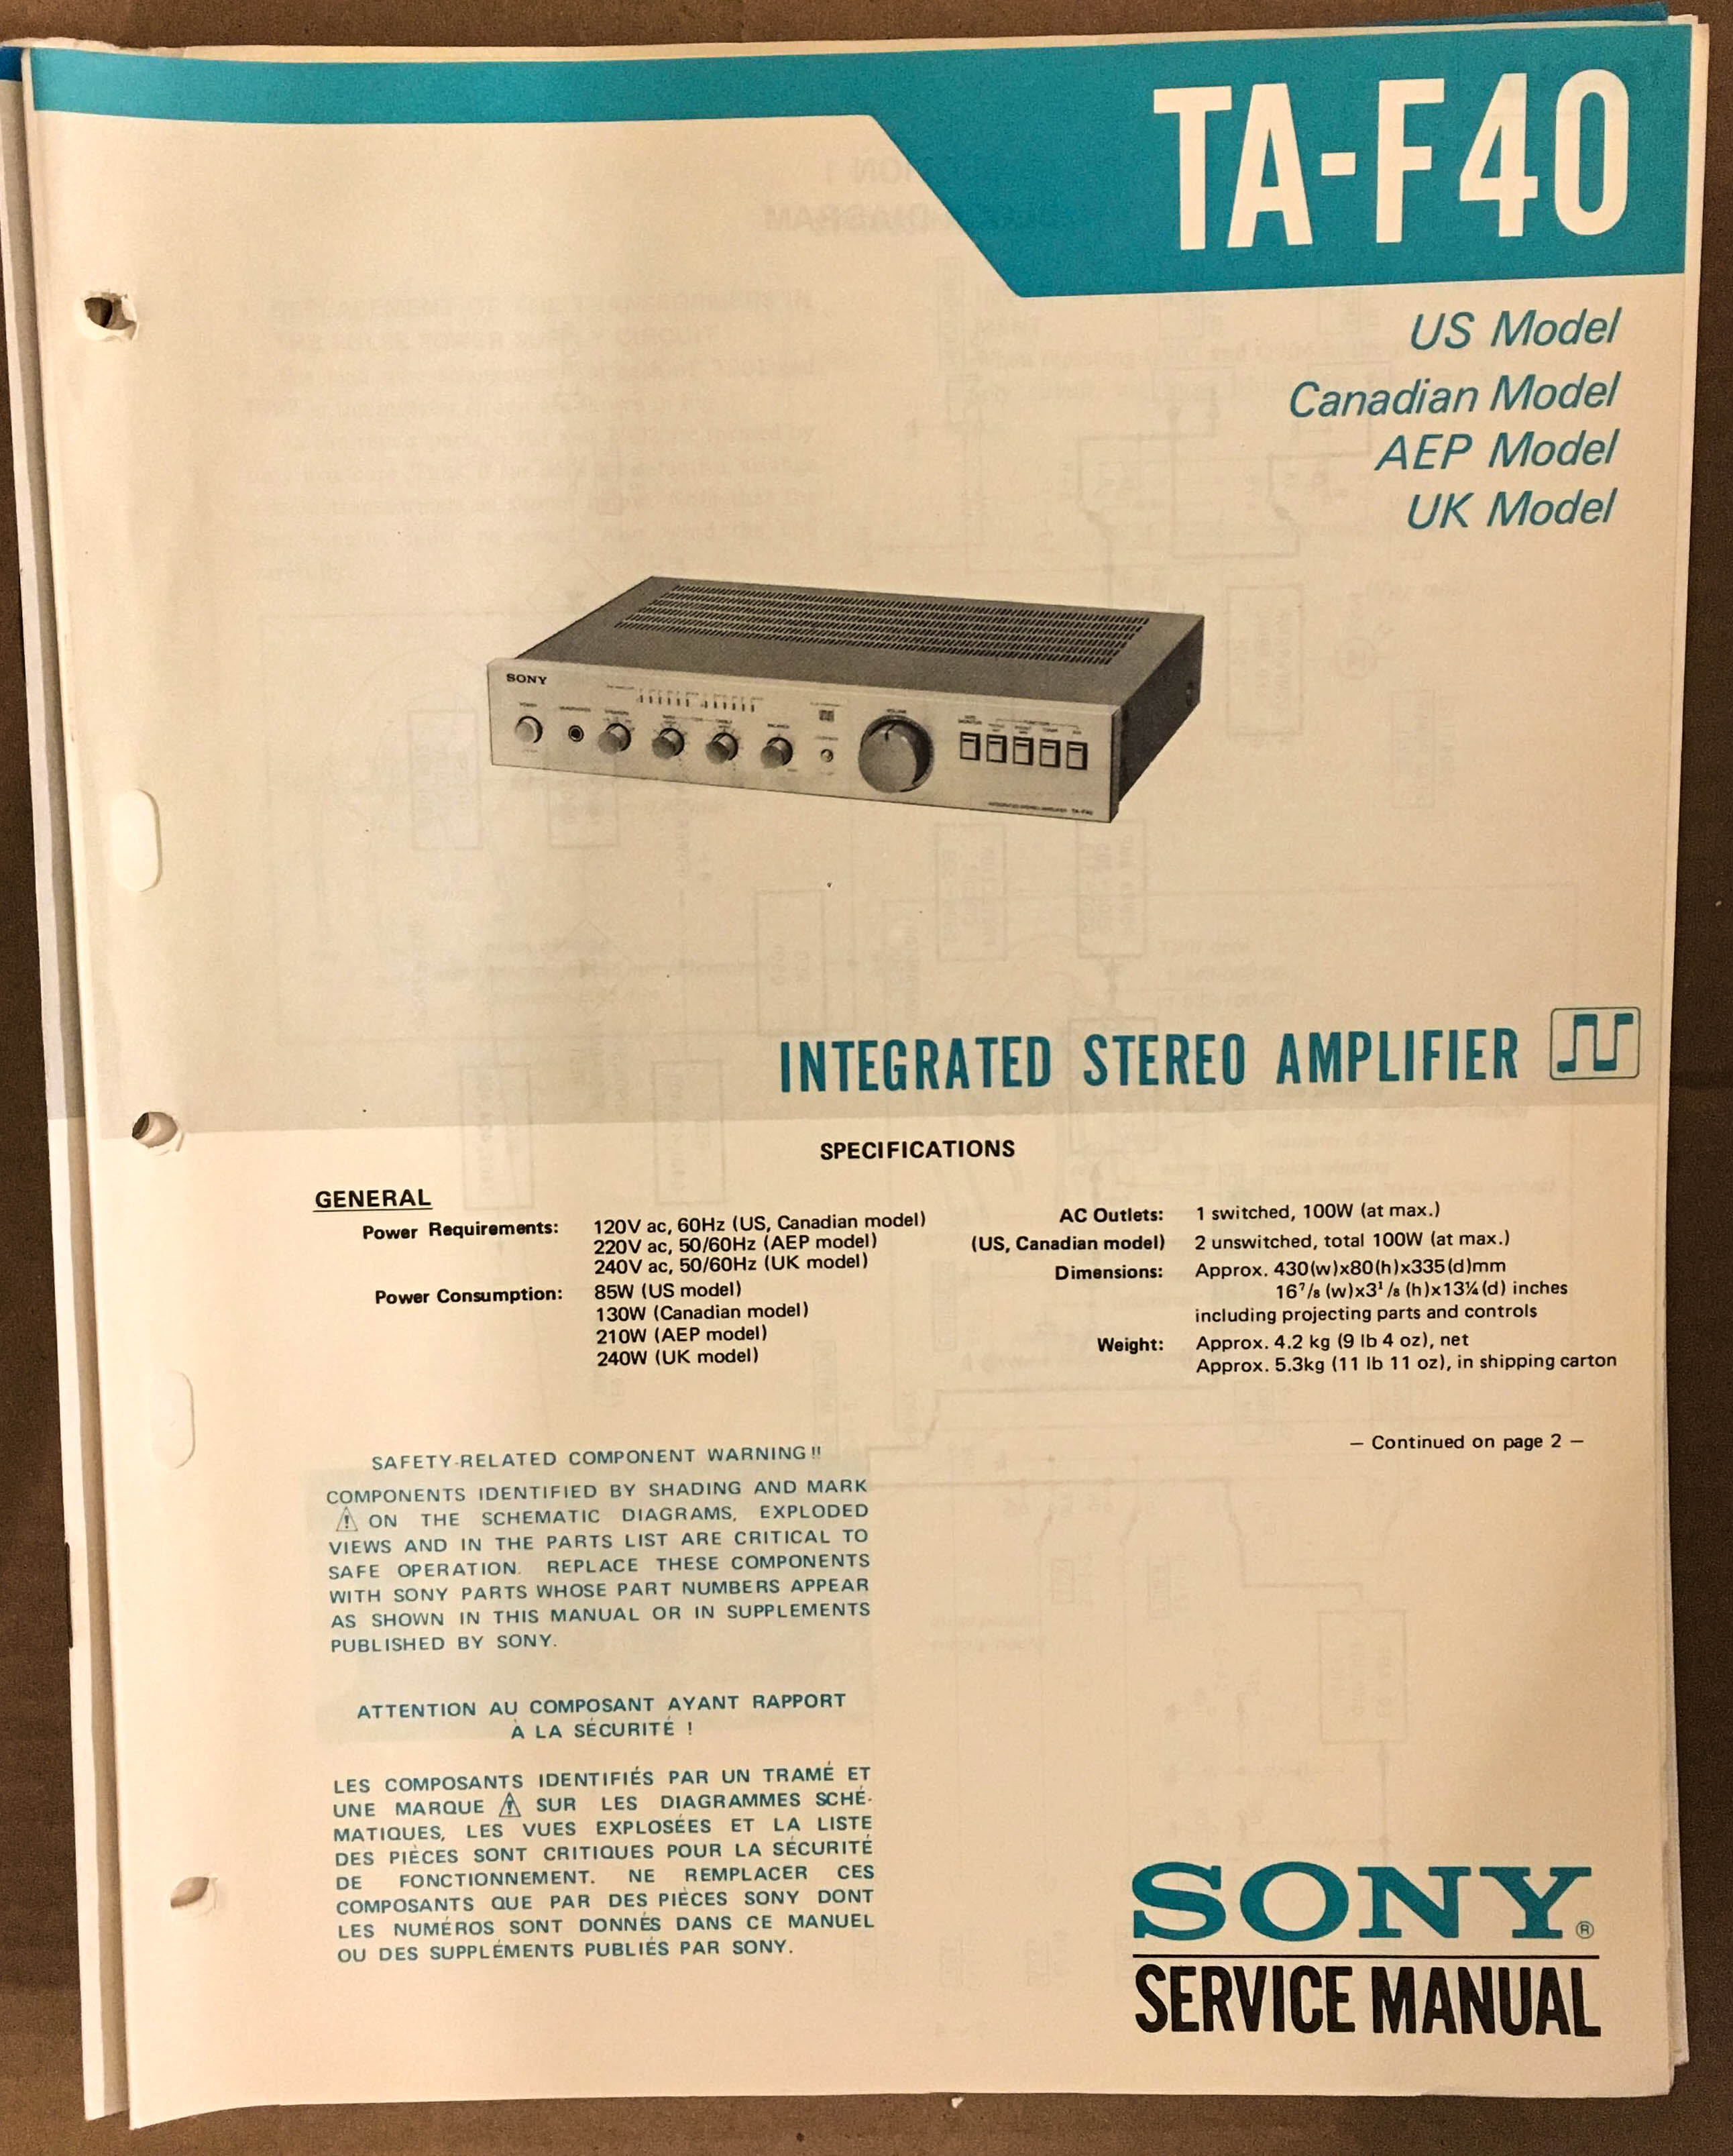 TA-F40
US Model
Canadian Model
AEP Model
UK Model
SONY
INTEGRATED STEREO AMPLIFIER
SPECIFICATIONS
GENERAL
Power Requirements: 120V ac, 60Hz (US, Canadian model)
220V ac, 50/60Hz (AEP model)
240V ac, 50/60Hz (UK model)
Power Consumption: 85W (US model)
130W (Canadian model)
210W (AEP model)
240W (UK model)
AC Outlets: 1 switched, 100W (at max.)
(US, Canadian model) 2 unswitched, total 100W (at max.)
Dimensions: Approx. 430(w)x80(h)x335(d)mm
16⁷/₈ (w)x3¹/₈ (h)x13¼(d) inches
including projecting parts and controls
Weight: Approx. 4.2 kg (9 lb 4 oz), net
Approx. 5.3kg (11 lb 11 oz), in shipping carton
— Continued on page 2 —
SAFETY-RELATED COMPONENT WARNING!!
COMPONENTS IDENTIFIED BY SHADING AND MARK
⚠ ON THE SCHEMATIC DIAGRAMS, EXPLODED
VIEWS AND IN THE PARTS LIST ARE CRITICAL TO
SAFE OPERATION. REPLACE THESE COMPONENTS
WITH SONY PARTS WHOSE PART NUMBERS APPEAR
AS SHOWN IN THIS MANUAL OR IN SUPPLEMENTS
PUBLISHED BY SONY.
ATTENTION AU COMPOSANT AYANT RAPPORT
À LA SÉCURITÉ !
LES COMPOSANTS IDENTIFIÉS PAR UN TRAMÉ ET
UNE MARQUE ⚠ SUR LES DIAGRAMMES SCHÉ-
MATIQUES, LES VUES EXPLOSÉES ET LA LISTE
DES PIÈCES SONT CRITIQUES POUR LA SÉCURITÉ
DE FONCTIONNEMENT. NE REMPLACER CES
COMPOSANTS QUE PAR DES PIÈCES SONY DONT
LES NUMÉROS SONT DONNÉS DANS CE MANUEL
OU DES SUPPLÉMENTS PUBLIÉS PAR SONY.
SONY®
SERVICE MANUAL